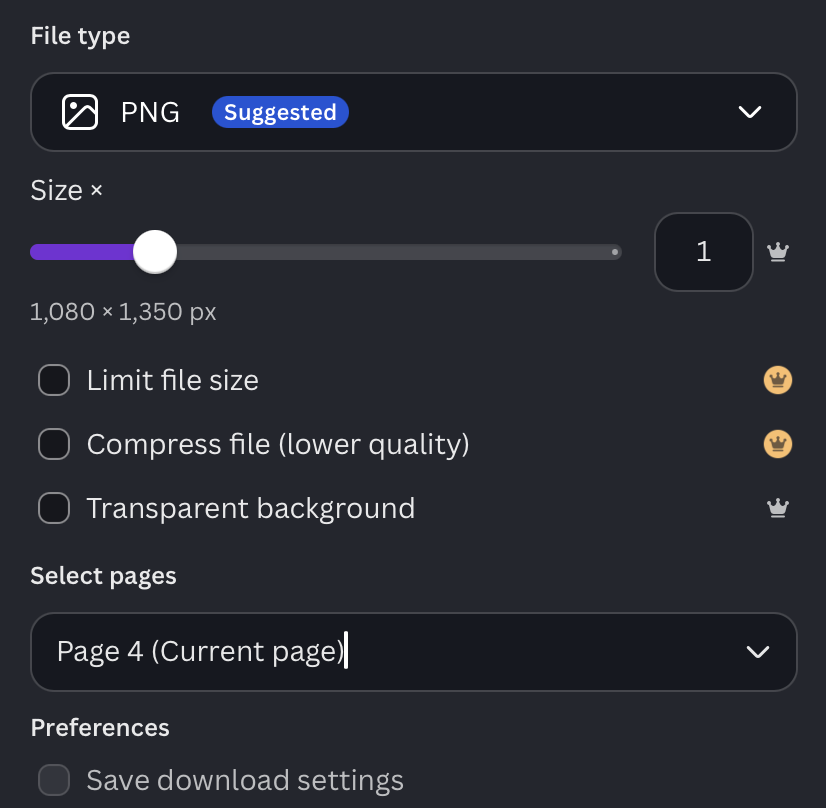 File type
PNG Suggested
Size ×
1
1,080 × 1,350 px
Limit file size
Compress file (lower quality)
Transparent background
Select pages
Page 4 (Current page)
Preferences
Save download settings